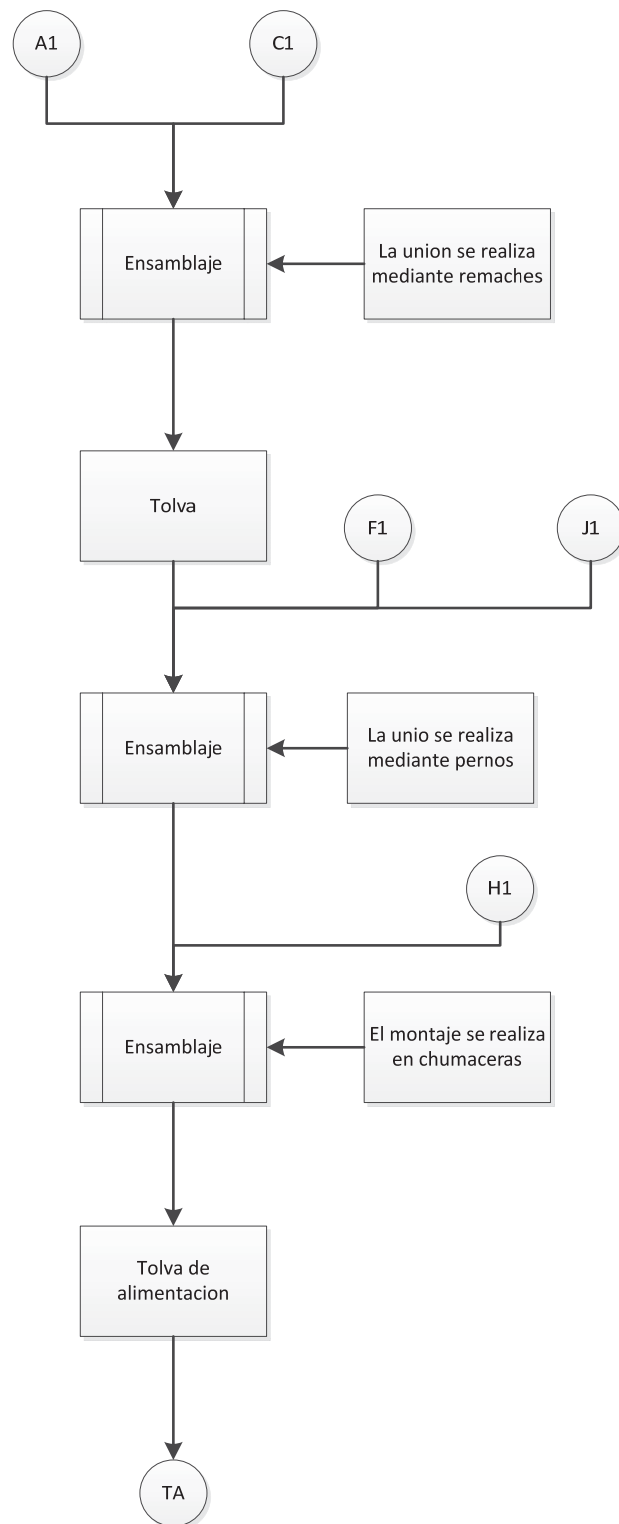 A1
C1
Ensamblaje
La union se realiza
mediante remaches
Tolva
F1
J1
Ensamblaje
La unio se realiza
mediante pernos
H1
Ensamblaje
El montaje se realiza
en chumaceras
Tolva de
alimentacion
TA